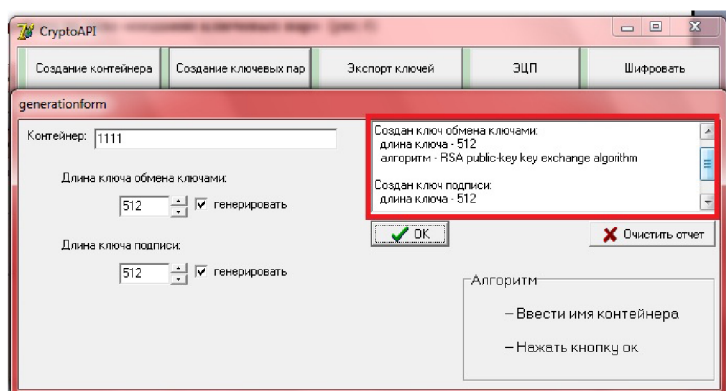 CryptoAPI
Создание контейнера
Создание ключевых пар
Экспорт ключей
ЭЦП
Шифровать
generationform
Контейнер: 1111
Длина ключа обмена ключами:
512 генерировать
Длина ключа подписи:
512 генерировать
Создан ключ обмена ключами:
длина ключа - 512
алгоритм - RSA public-key key exchange algorithm
Создан ключ подписи:
длина ключа - 512
OK
Очистить отчет
Алгоритм
– Ввести имя контейнера
– Нажать кнопку ок